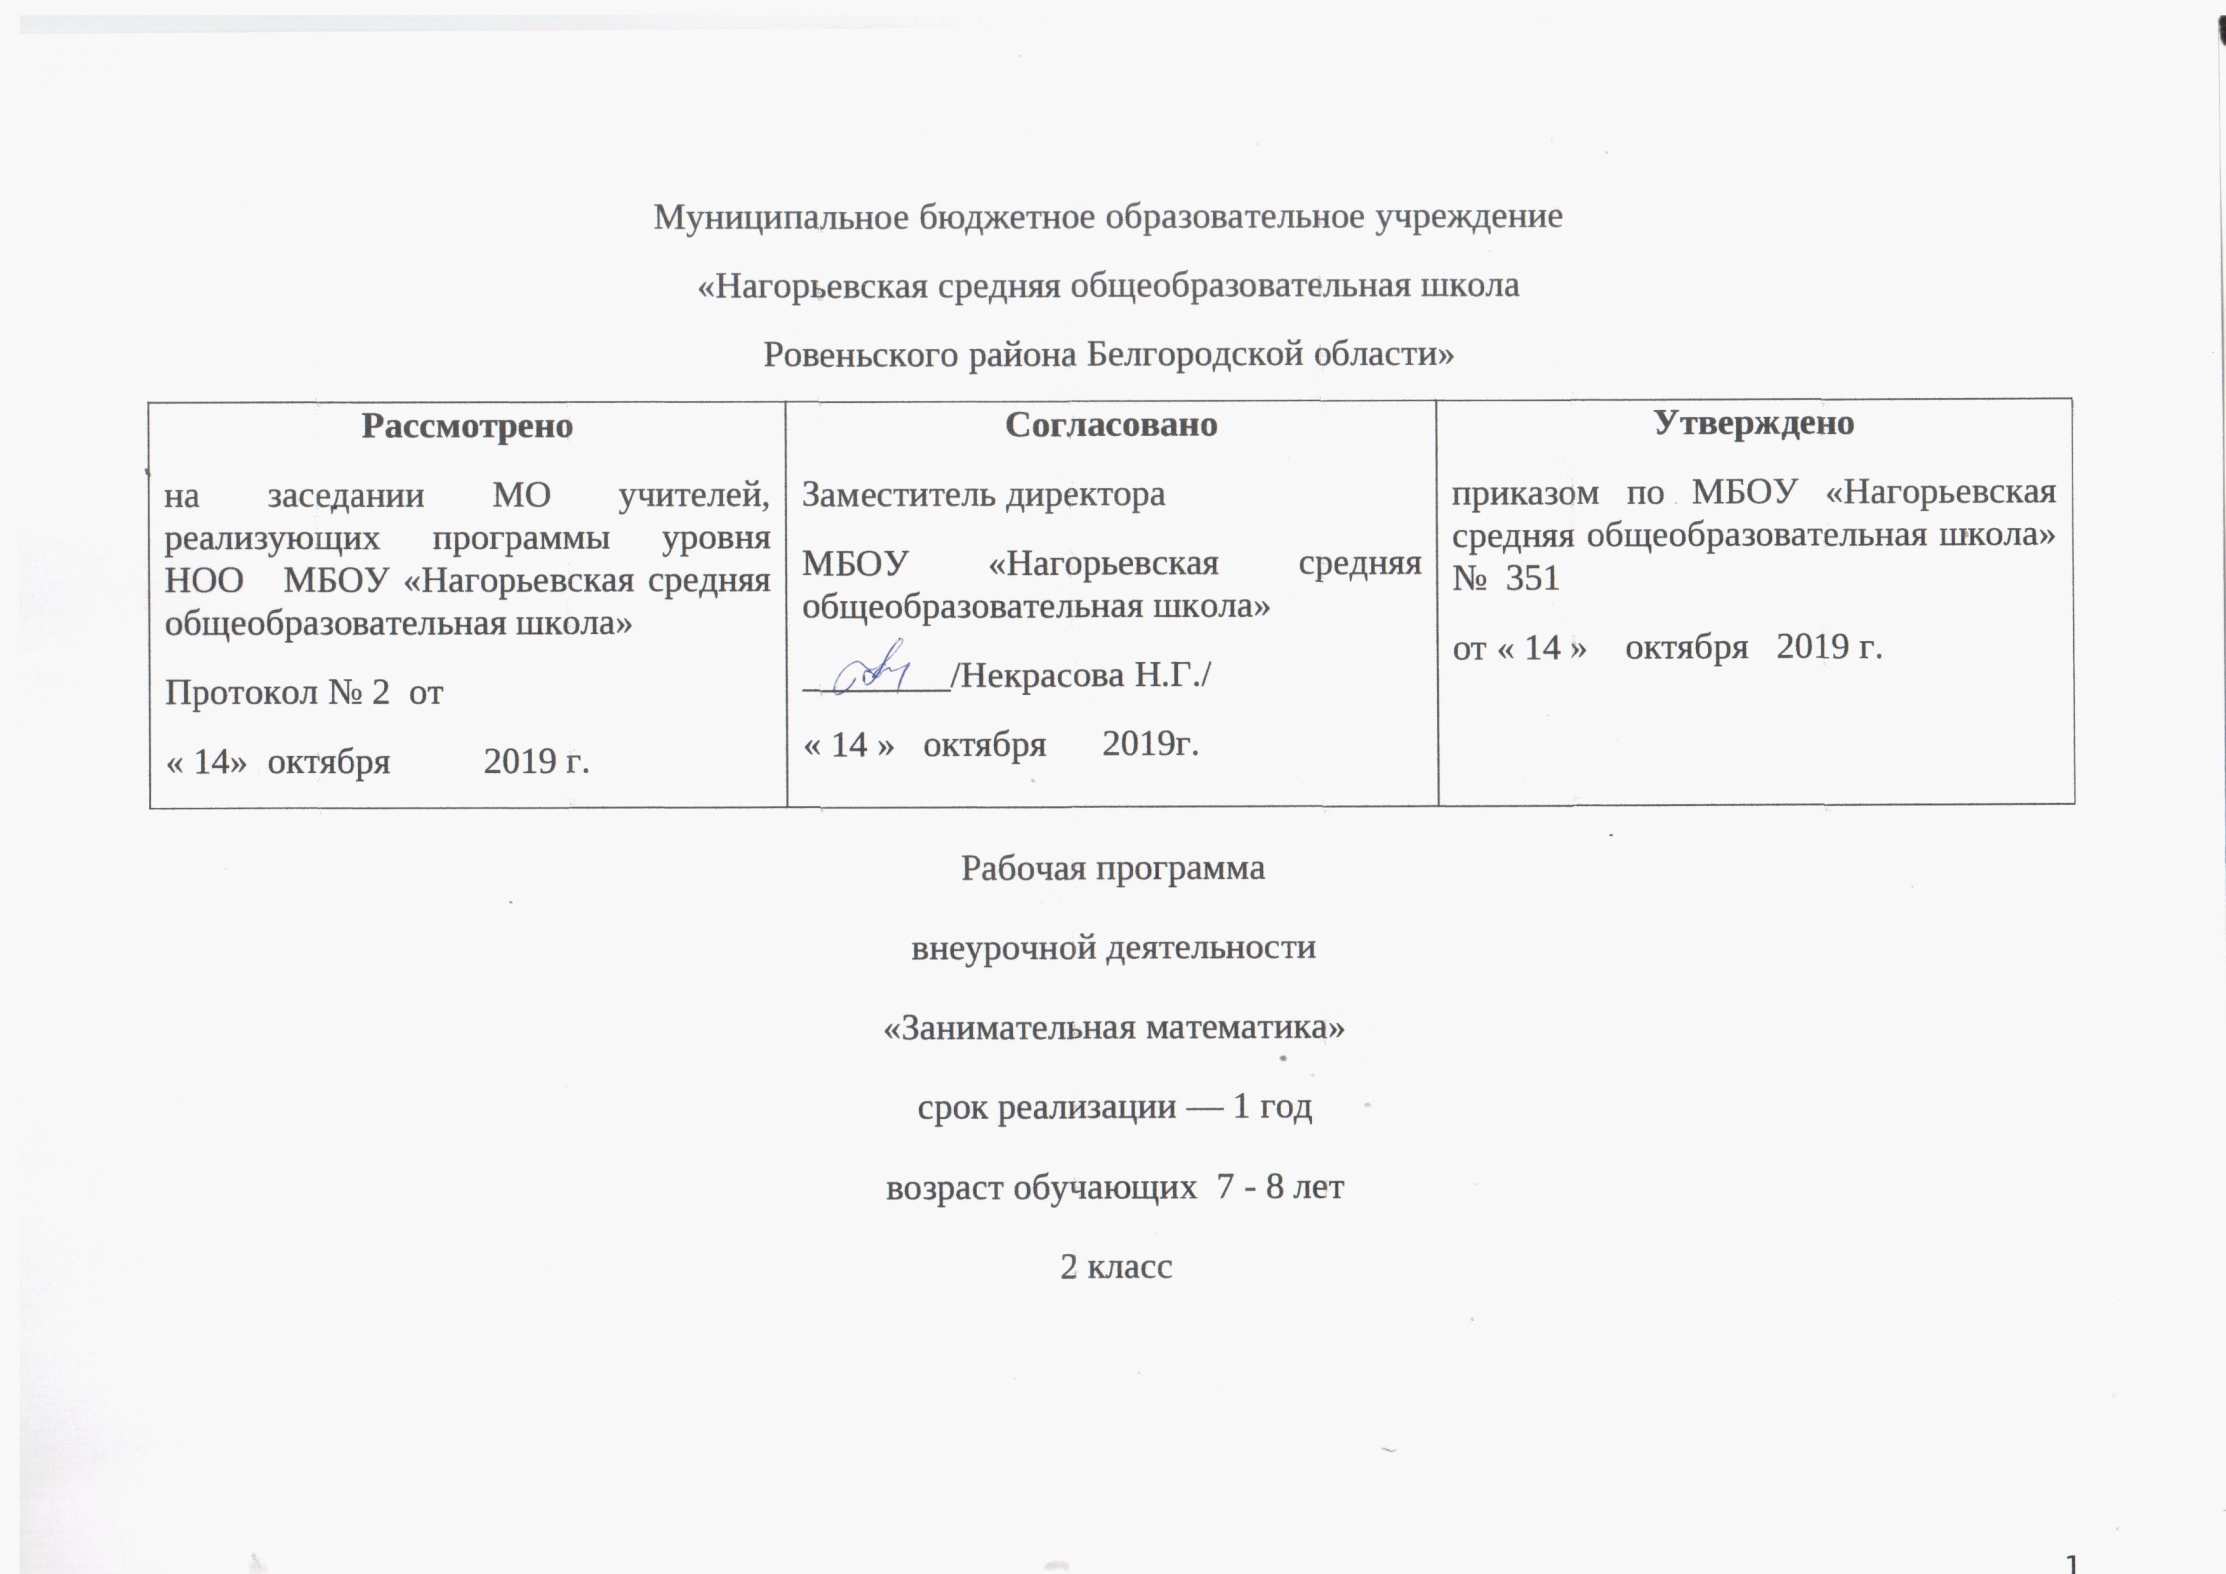 Муниципальное бюджетное образовательное учреждение
«Нагорьевская средняя общеобразовательная школа
Ровеньского района Белгородской области»
Рассмотрено
на заседании МО учителей,
реализующих программы уровня
НОО МБОУ «Нагорьевская средняя
общеобразовательная школа»
Протокол № 2 от
« 14» октября 2019 г.
Согласовано
Заместитель директора
МБОУ «Нагорьевская средняя
общеобразовательная школа»
________/Некрасова Н.Г./
« 14 » октября 2019г.
Утверждено
приказом по МБОУ «Нагорьевская
средняя общеобразовательная школа»
№ 351
от « 14 » октября 2019 г.
Рабочая программа
внеурочной деятельности
«Занимательная математика»
срок реализации — 1 год
возраст обучающих 7 - 8 лет
2 класс
1